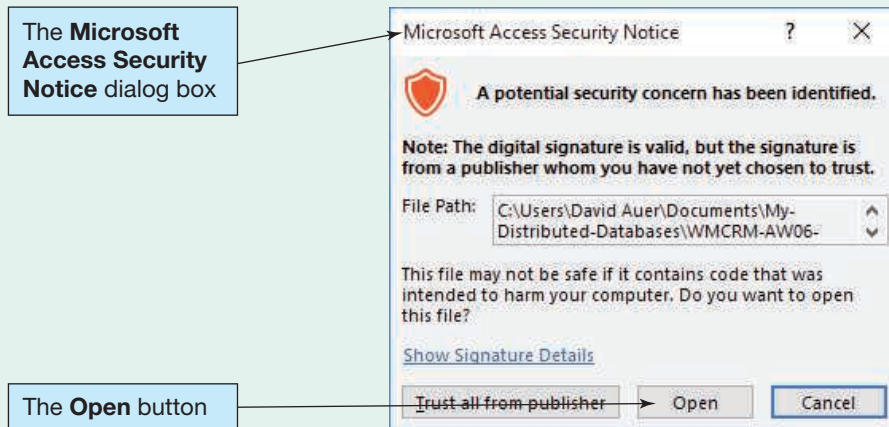 The Microsoft
Access Security
Notice dialog box
Microsoft Access Security Notice ? ×
A potential security concern has been identified.
Note: The digital signature is valid, but the signature is
from a publisher whom you have not yet chosen to trust.
File Path:
C:\Users\David Auer\Documents\My-
Distributed-Databases\WMCRM-AW06-
This file may not be safe if it contains code that was
intended to harm your computer. Do you want to open
this file?
Show Signature Details
The Open button
Trust all from publisher
Open
Cancel